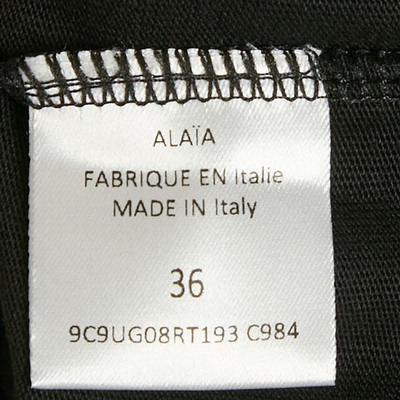 ALAÏA
FABRIQUE EN Italie
MADE IN Italy
36
9C9UG08RT193 C984